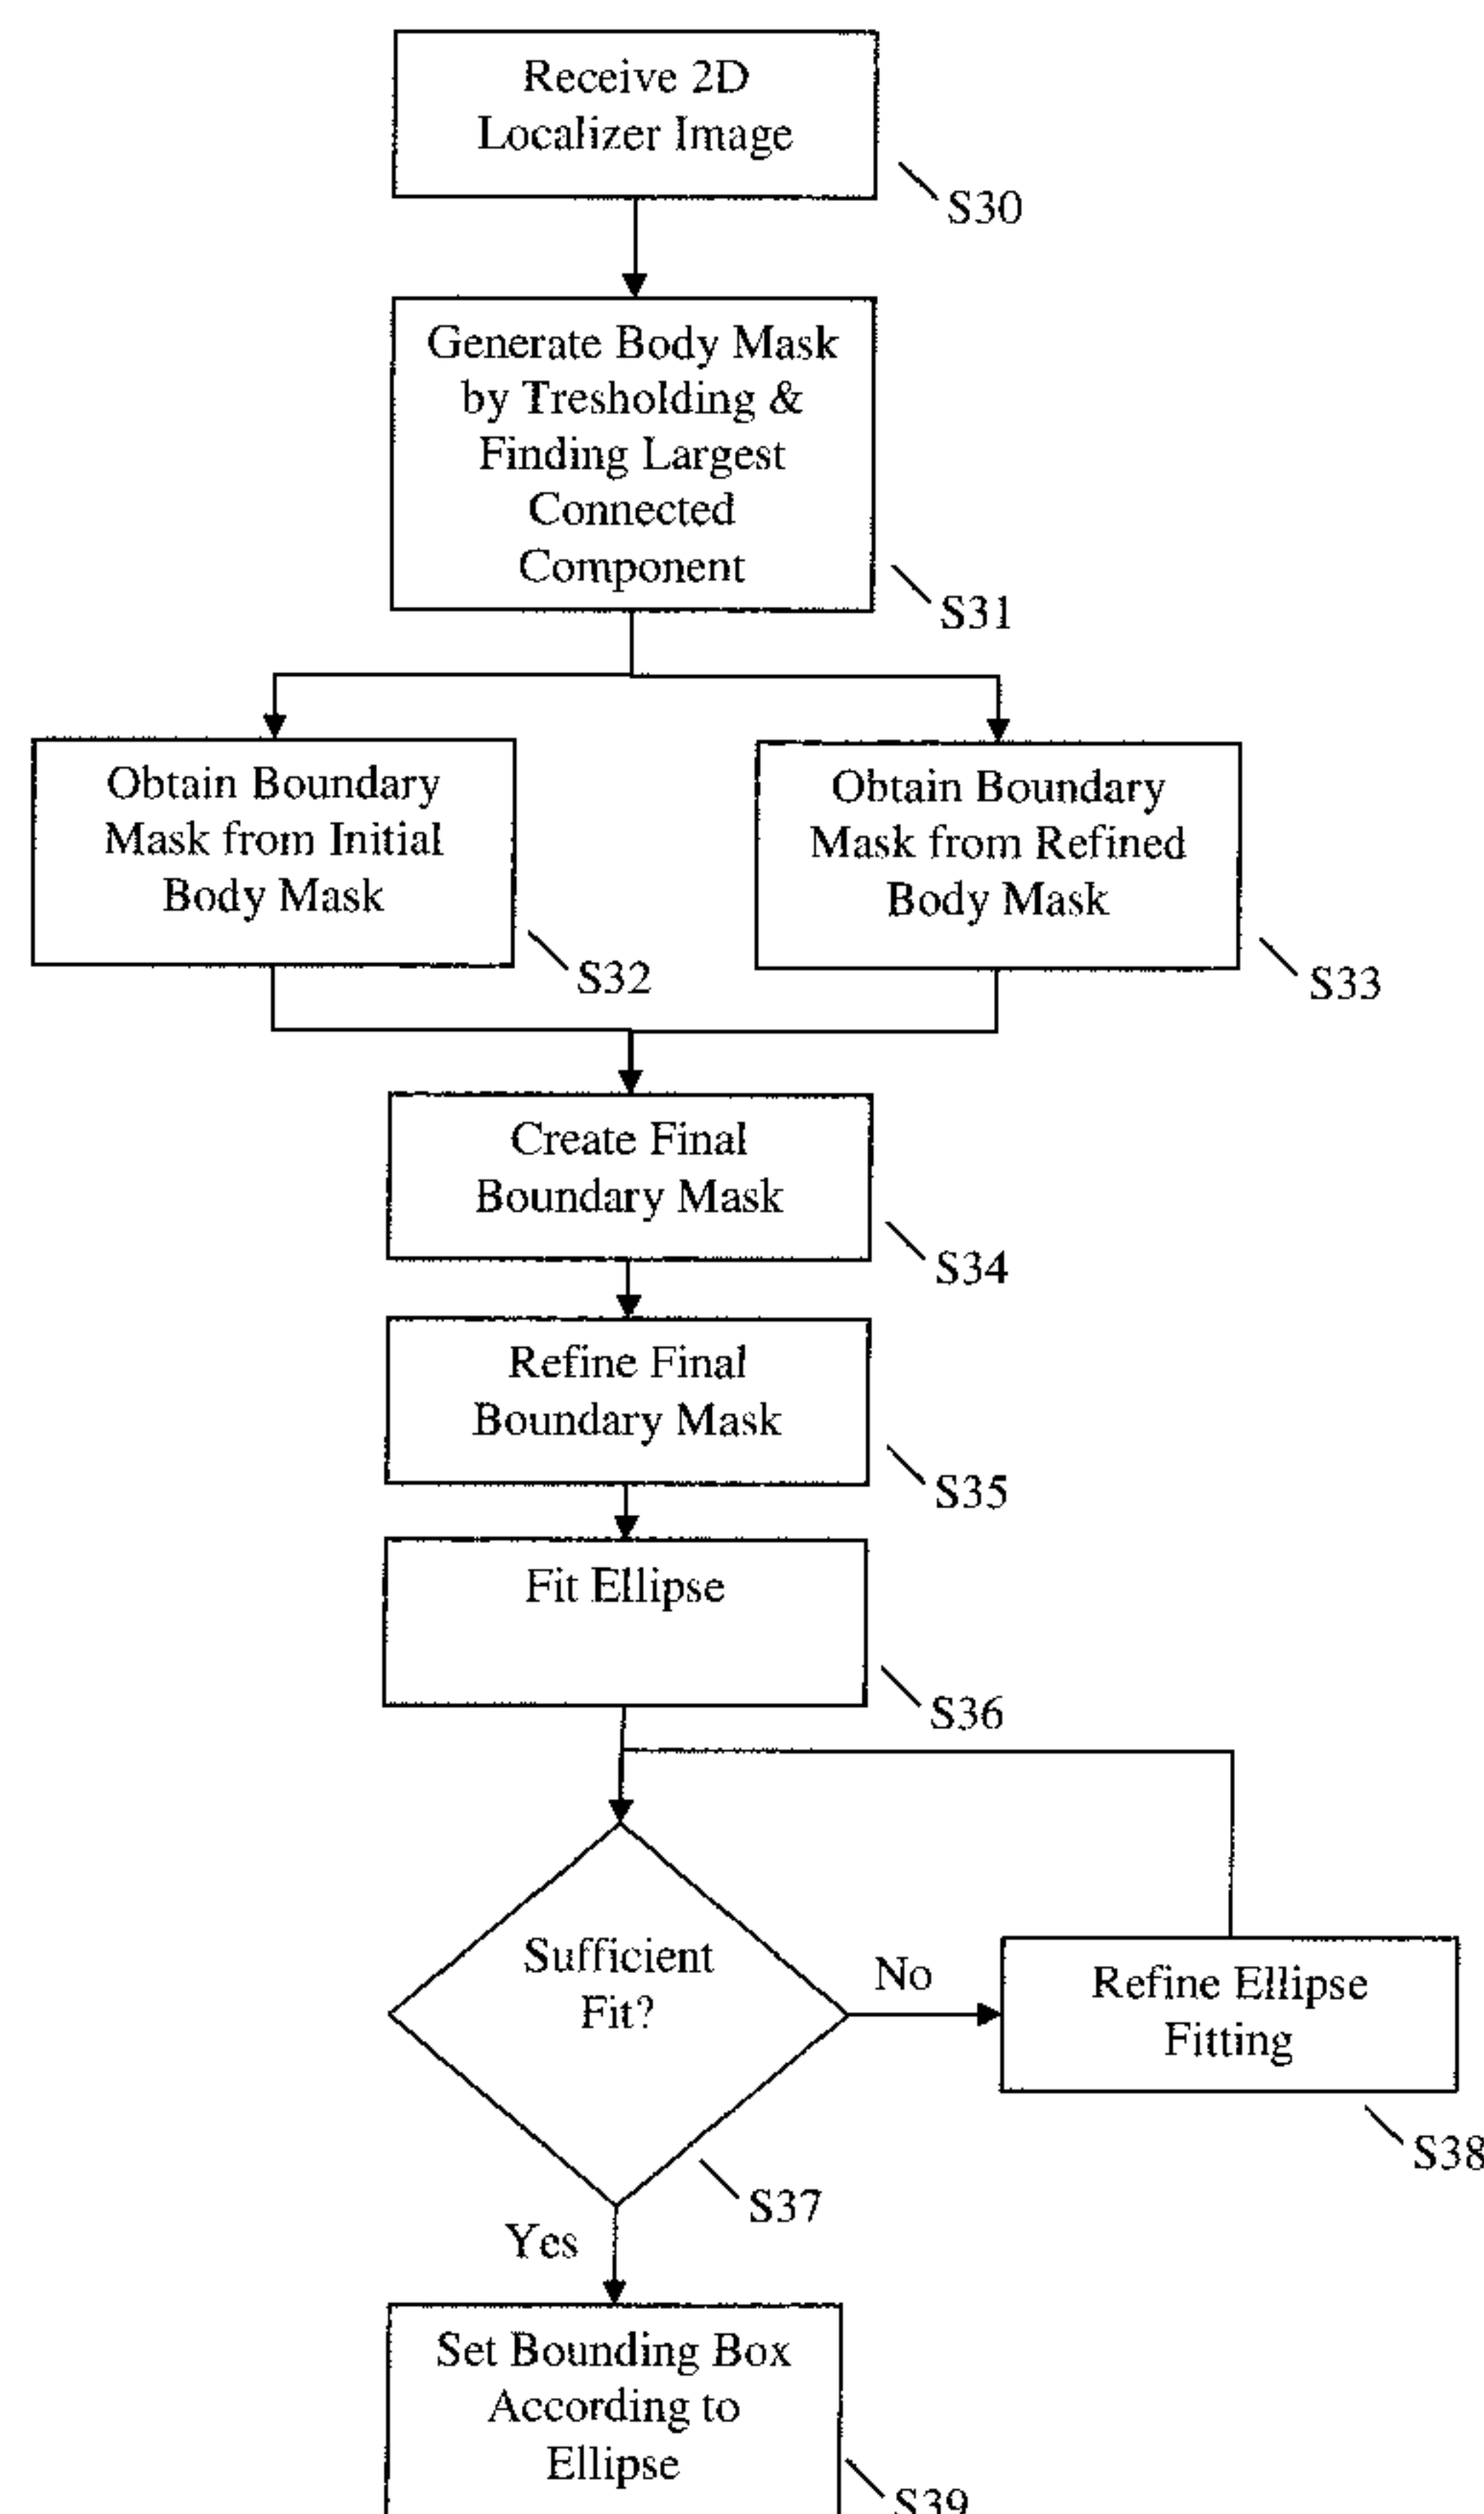 Receive 2D
Localizer Image
S30
Generate Body Mask
by Tresholding &
Finding Largest
Connected
Component
S31
Obtain Boundary
Mask from Initial
Body Mask
S32
Obtain Boundary
Mask from Refined
Body Mask
S33
Create Final
Boundary Mask
S34
Refine Final
Boundary Mask
S35
Fit Ellipse
S36
Sufficient
Fit?
No
Refine Ellipse
Fitting
S38
S37
Yes
Set Bounding Box
According to
Ellipse
S39